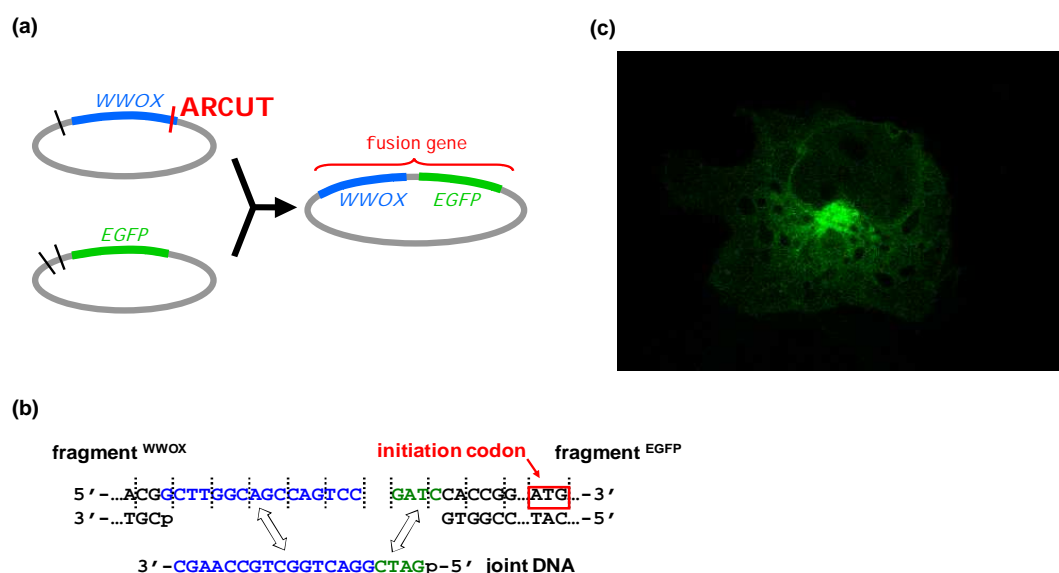 (a)
(c)
WWOX
ARCUT
fusion gene
WWOX
EGFP
EGFP
(b)
fragment WWOX
initiation codon
fragment EGFP
5’-…ACGGCTTGGCAGCCAGTCC GATCCACCGG…ATG…-3’
3’-…TGCp GTGGCC…TAC…-5’
3’-CGAACCGTCGGTCAGGCTAGp-5’ joint DNA